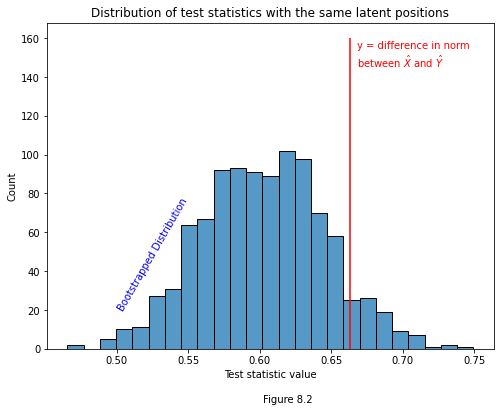 Distribution of test statistics with the same latent positions
160
140
120
100
80
60
40
20
0
Count
y = difference in norm
between X̂ and Ŷ
Bootstrapped Distribution
0.50 0.55 0.60 0.65 0.70 0.75
Test statistic value
Figure 8.2